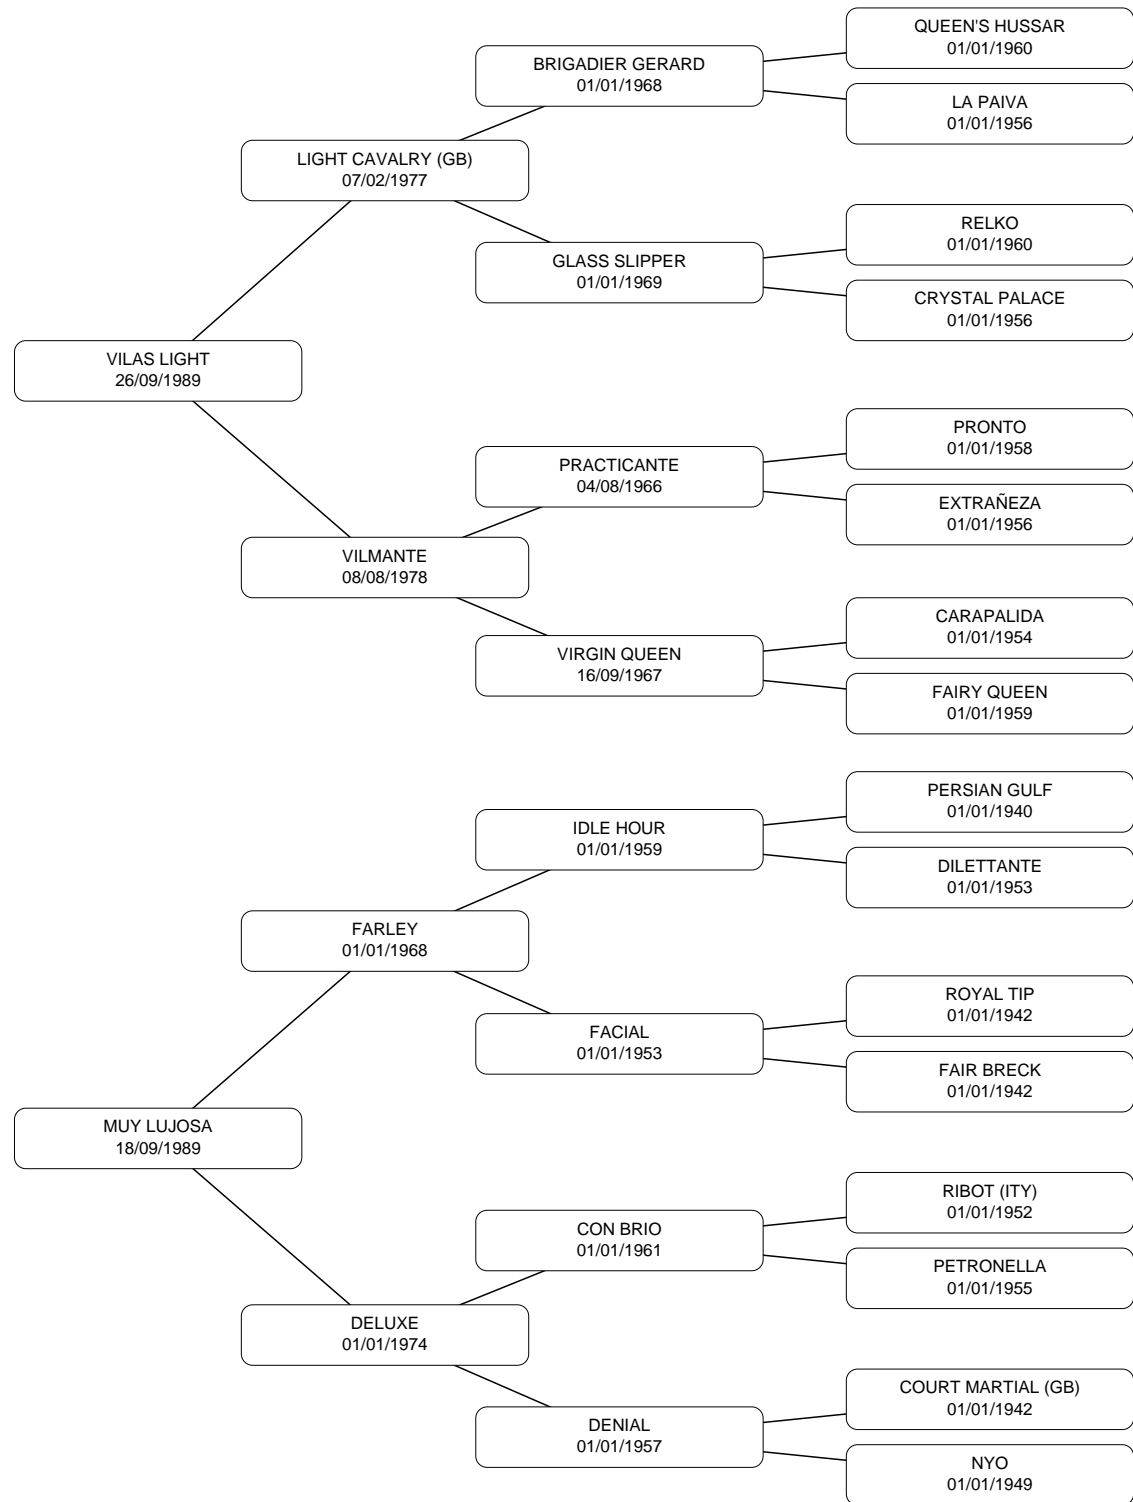 QUEEN'S HUSSAR
01/01/1960
BRIGADIER GERARD
01/01/1968
LA PAIVA
01/01/1956
LIGHT CAVALRY (GB)
07/02/1977
RELKO
01/01/1960
GLASS SLIPPER
01/01/1969
CRYSTAL PALACE
01/01/1956
VILAS LIGHT
26/09/1989
PRONTO
01/01/1958
PRACTICANTE
04/08/1966
EXTRAÑEZA
01/01/1956
VILMANTE
08/08/1978
CARAPALIDA
01/01/1954
VIRGIN QUEEN
16/09/1967
FAIRY QUEEN
01/01/1959
PERSIAN GULF
01/01/1940
IDLE HOUR
01/01/1959
DILETTANTE
01/01/1953
FARLEY
01/01/1968
ROYAL TIP
01/01/1942
FACIAL
01/01/1953
FAIR BRECK
01/01/1942
MUY LUJOSA
18/09/1989
RIBOT (ITY)
01/01/1952
CON BRIO
01/01/1961
PETRONELLA
01/01/1955
DELUXE
01/01/1974
COURT MARTIAL (GB)
01/01/1942
DENIAL
01/01/1957
NYO
01/01/1949